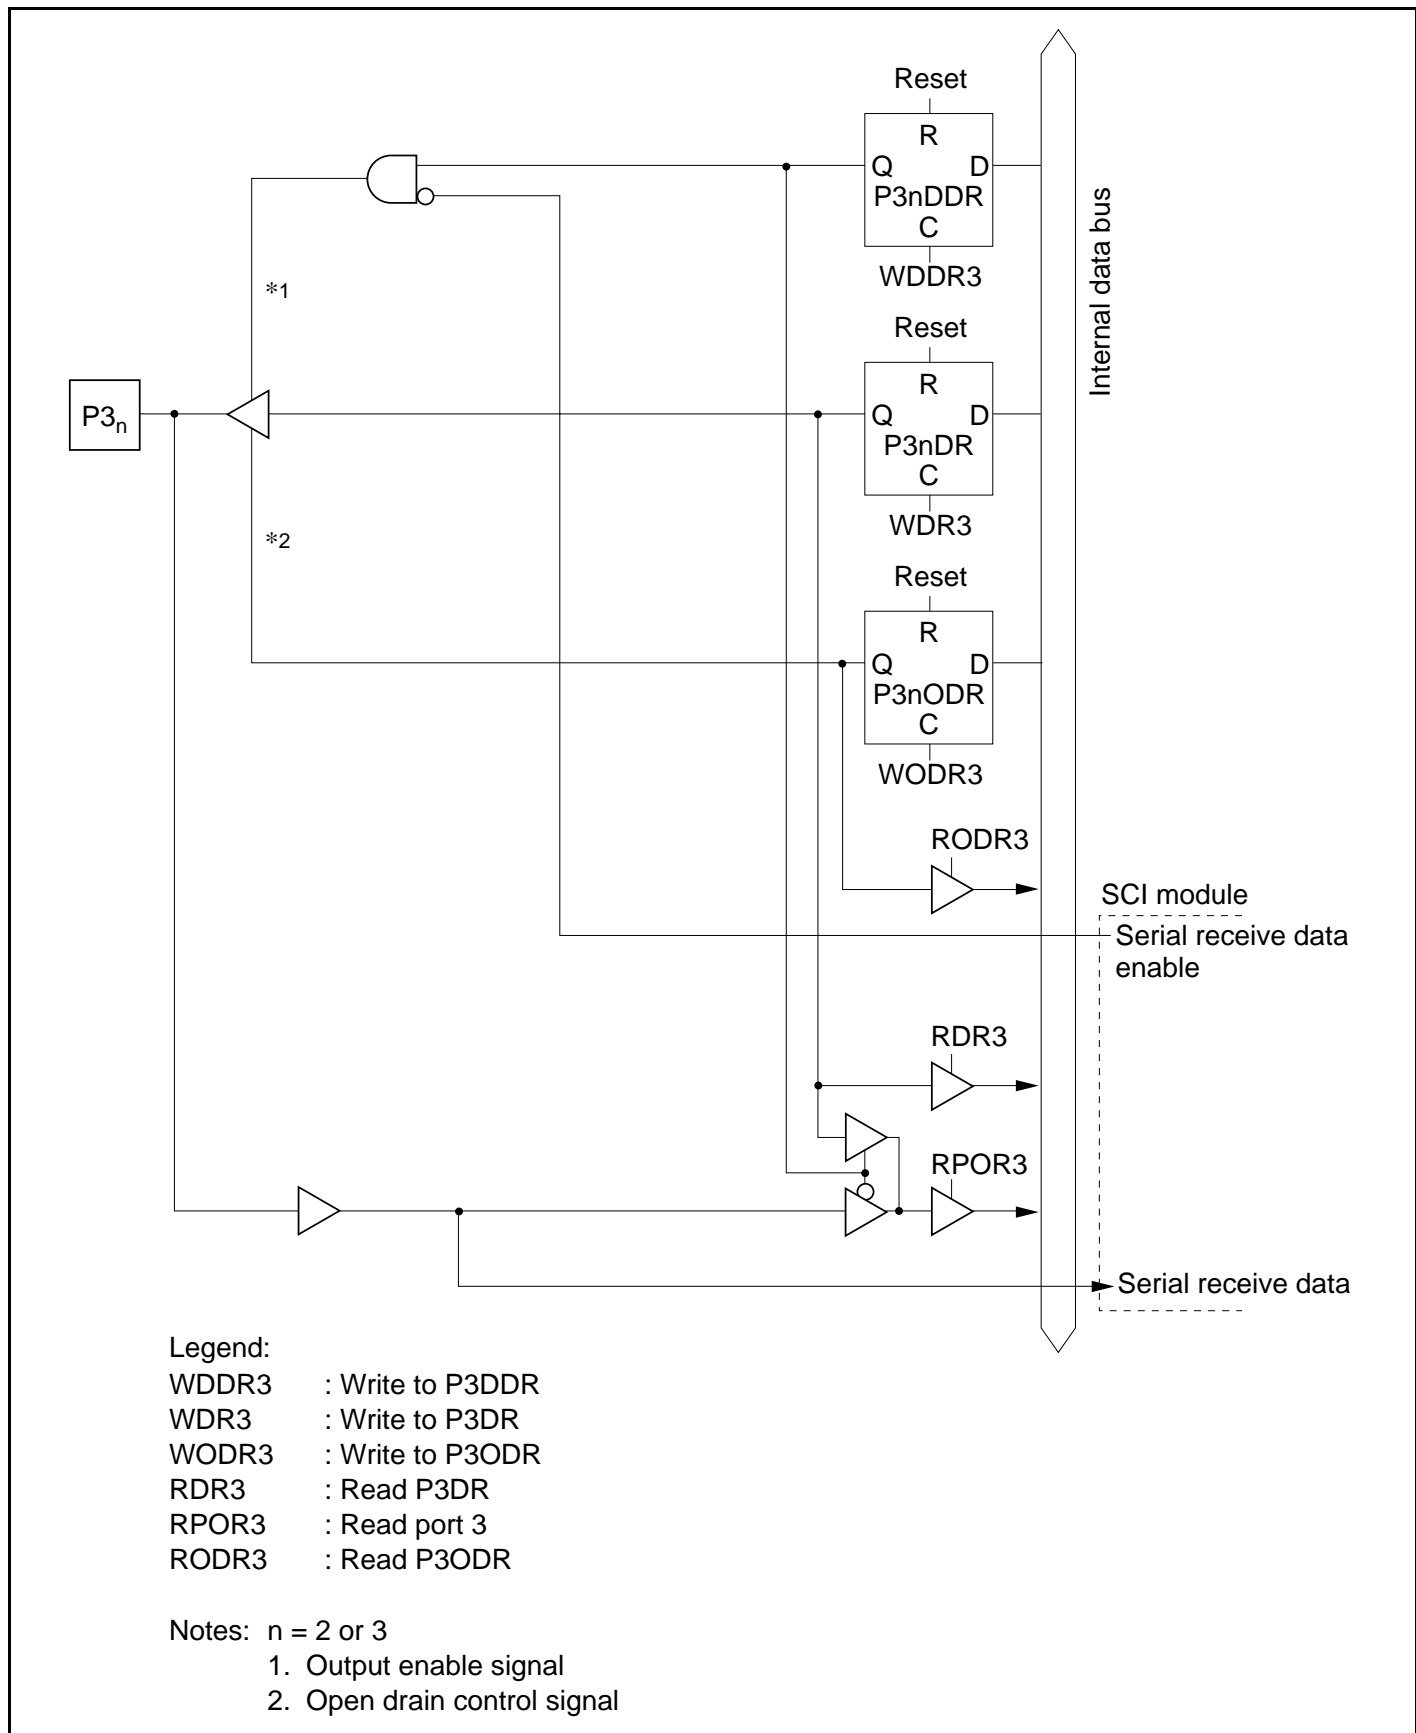 Reset
R
Q D
P3nDDR
C
WDDR3
Internal data bus
*1
Reset
R
P3n
Q D
P3nDR
C
WDR3
*2
Reset
R
Q D
P3nODR
C
WODR3
RODR3
SCI module
Serial receive data
enable
RDR3
RPOR3
Serial receive data
Legend:
WDDR3 : Write to P3DDR
WDR3 : Write to P3DR
WODR3 : Write to P3ODR
RDR3 : Read P3DR
RPOR3 : Read port 3
RODR3 : Read P3ODR
Notes: n = 2 or 3
1. Output enable signal
2. Open drain control signal